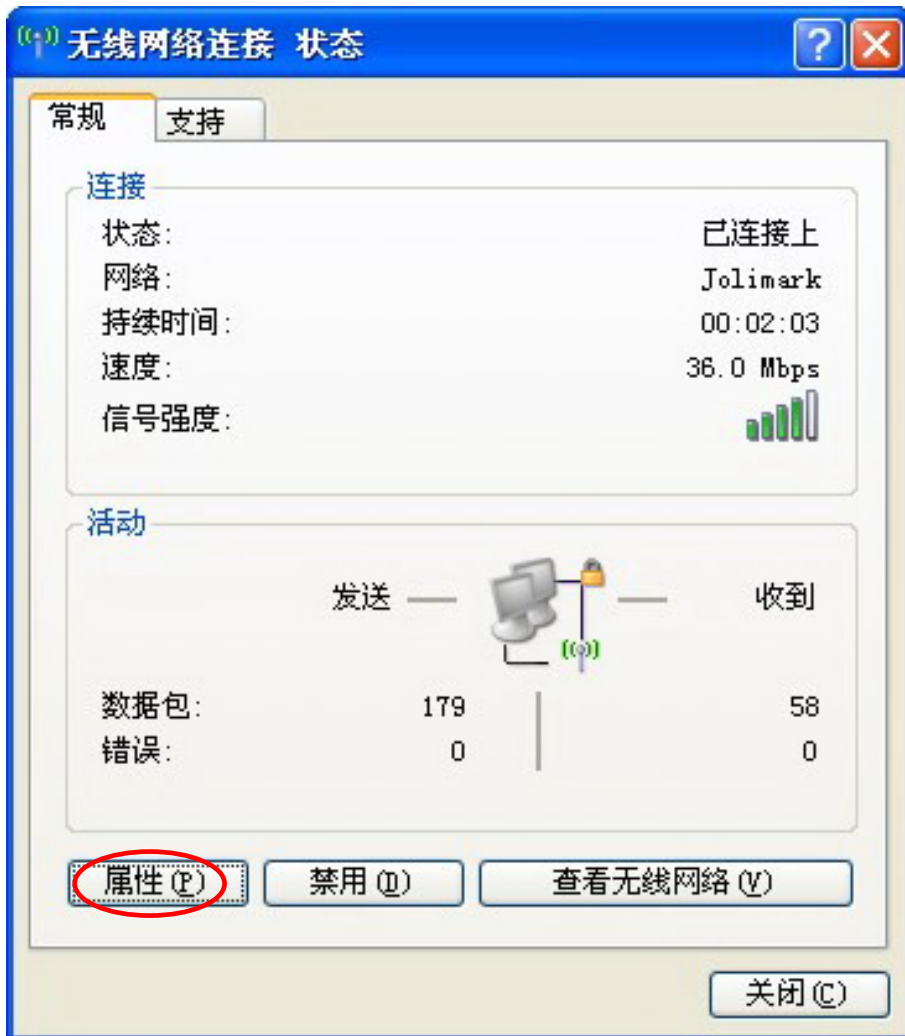 无线网络连接 状态
常规 支持
连接
状态: 已连接上
网络: Jolimark
持续时间: 00:02:03
速度: 36.0 Mbps
信号强度:
活动
发送 收到
数据包: 179 58
错误: 0 0
属性(P) 禁用(D) 查看无线网络(V)
关闭(C)